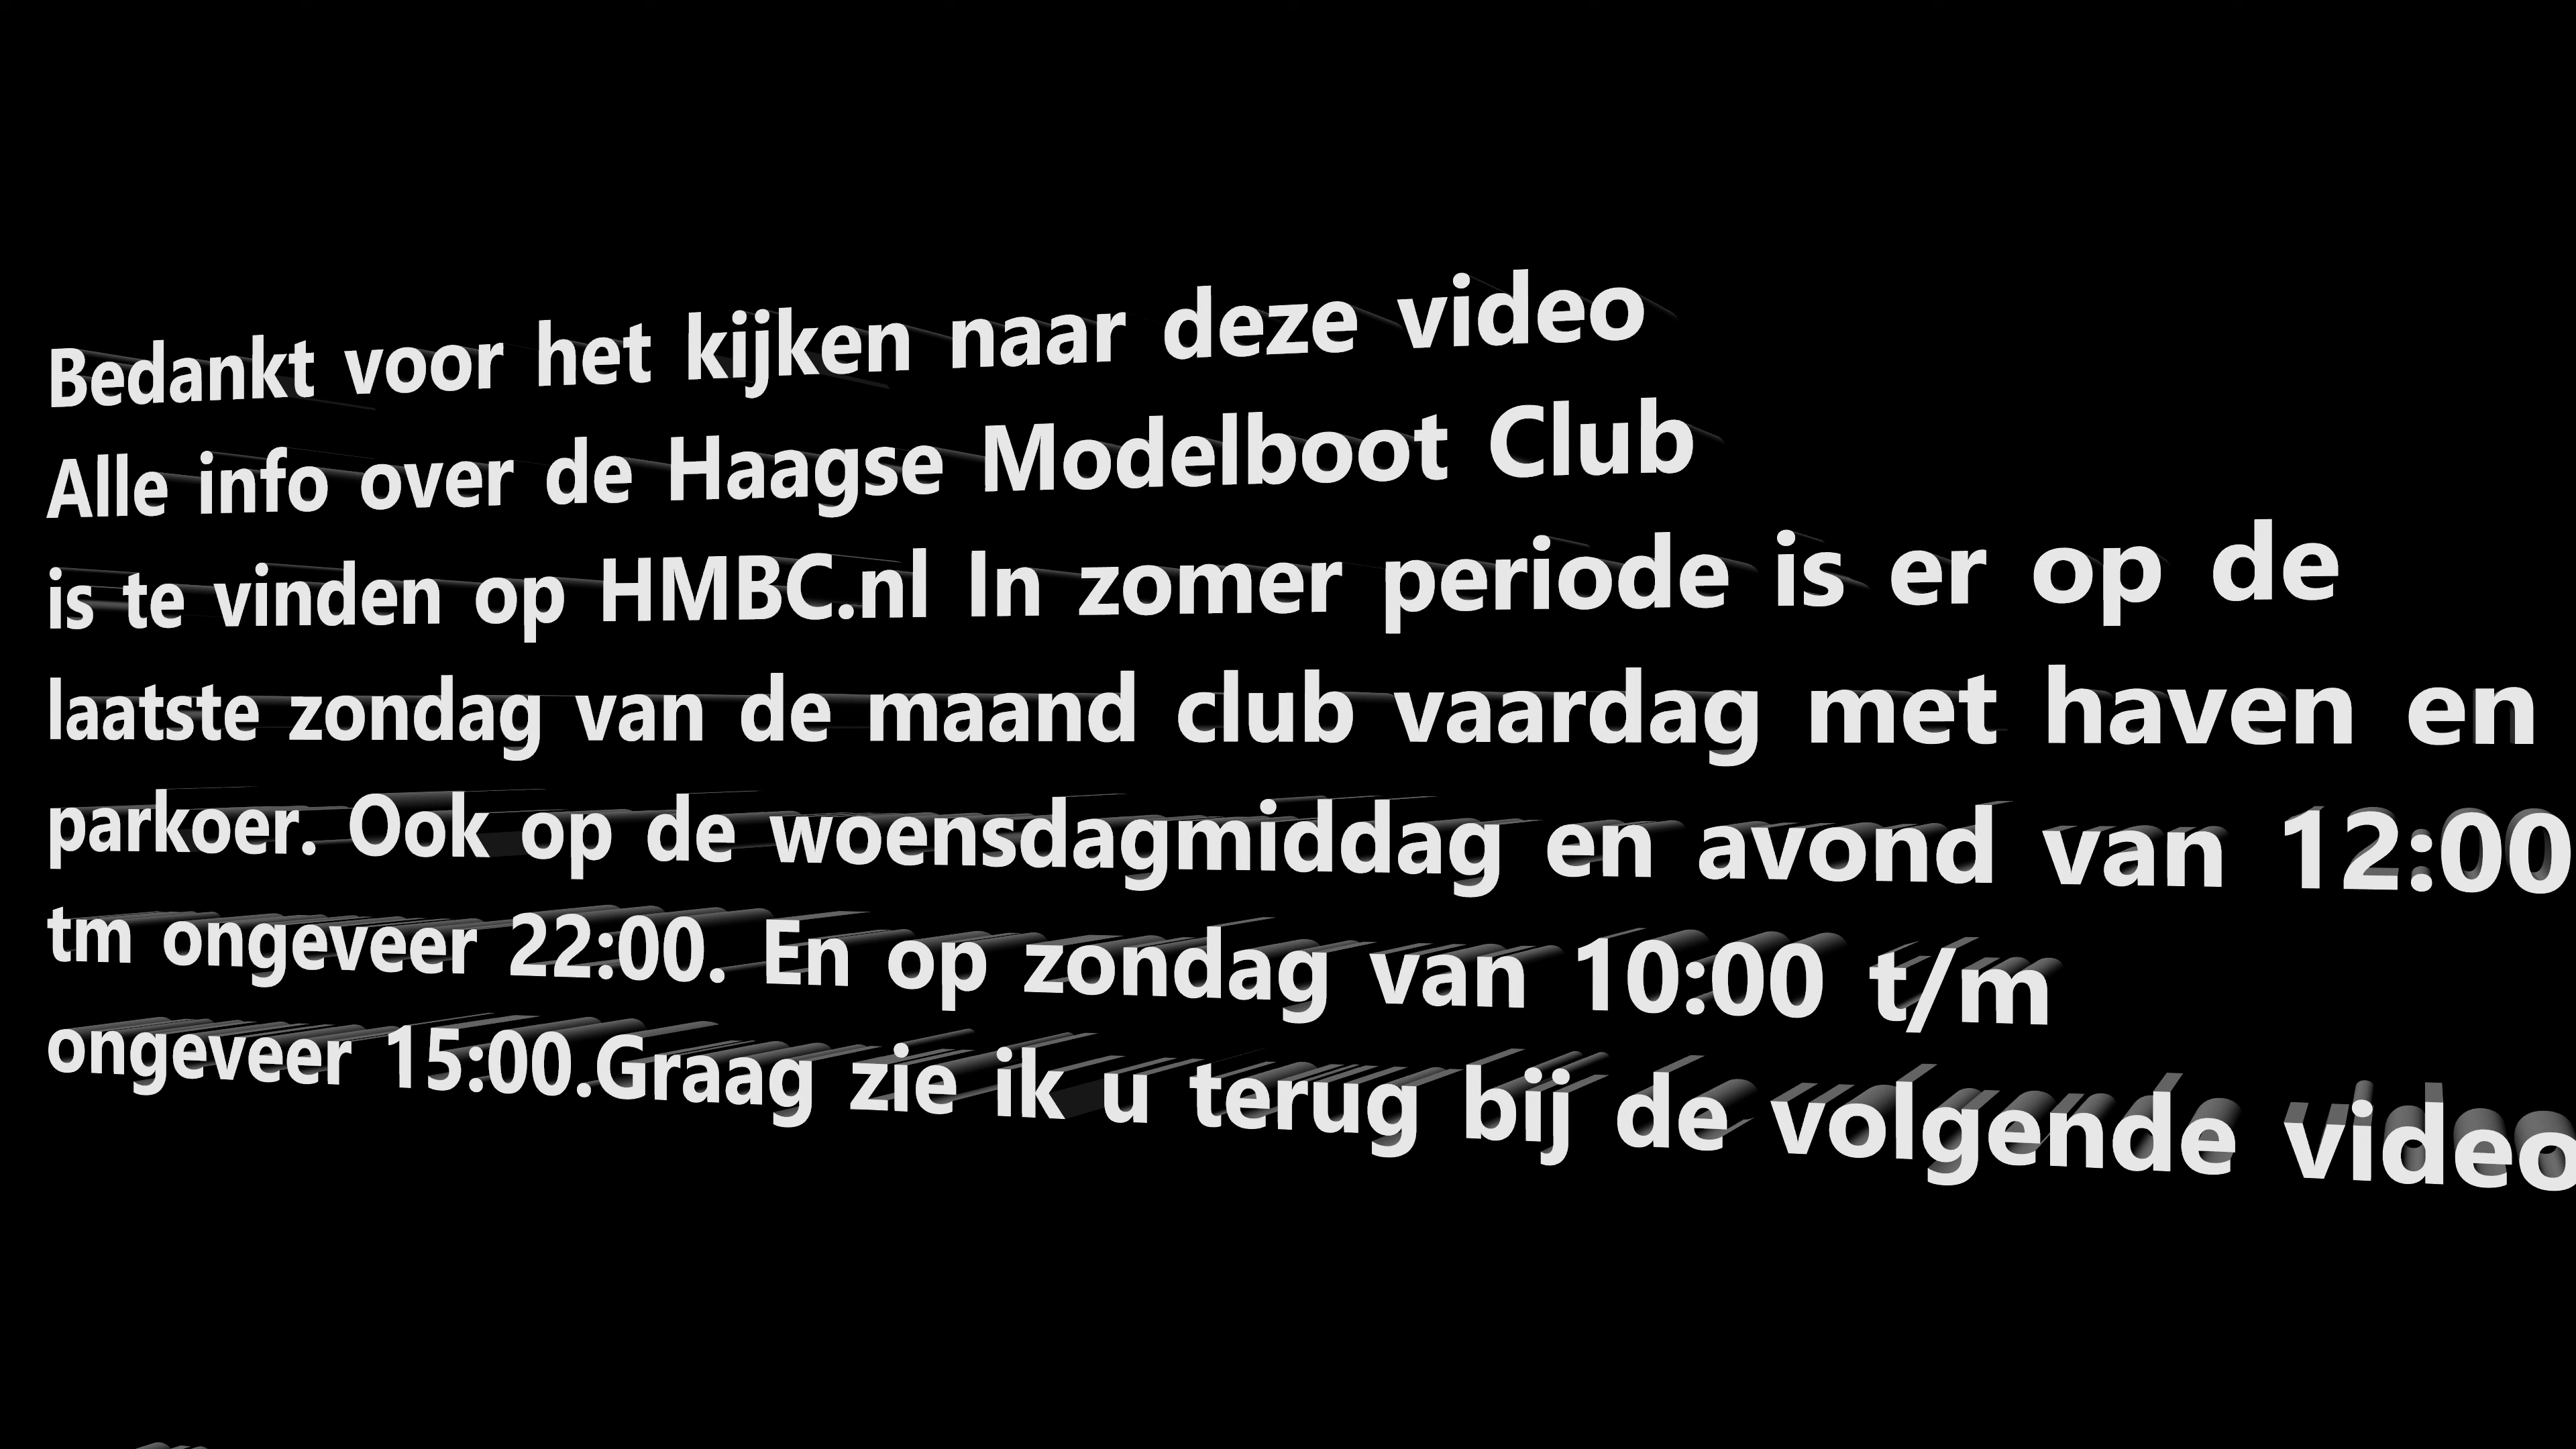 Bedankt voor het kijken naar deze video
Alle info over de Haagse Modelboot Club
is te vinden op HMBC.nl In zomer periode is er op de
laatste zondag van de maand club vaardag met haven en
parkoer. Ook op de woensdagmiddag en avond van 12:00
tm ongeveer 22:00. En op zondag van 10:00 t/m
ongeveer 15:00.Graag zie ik u terug bij de volgende video